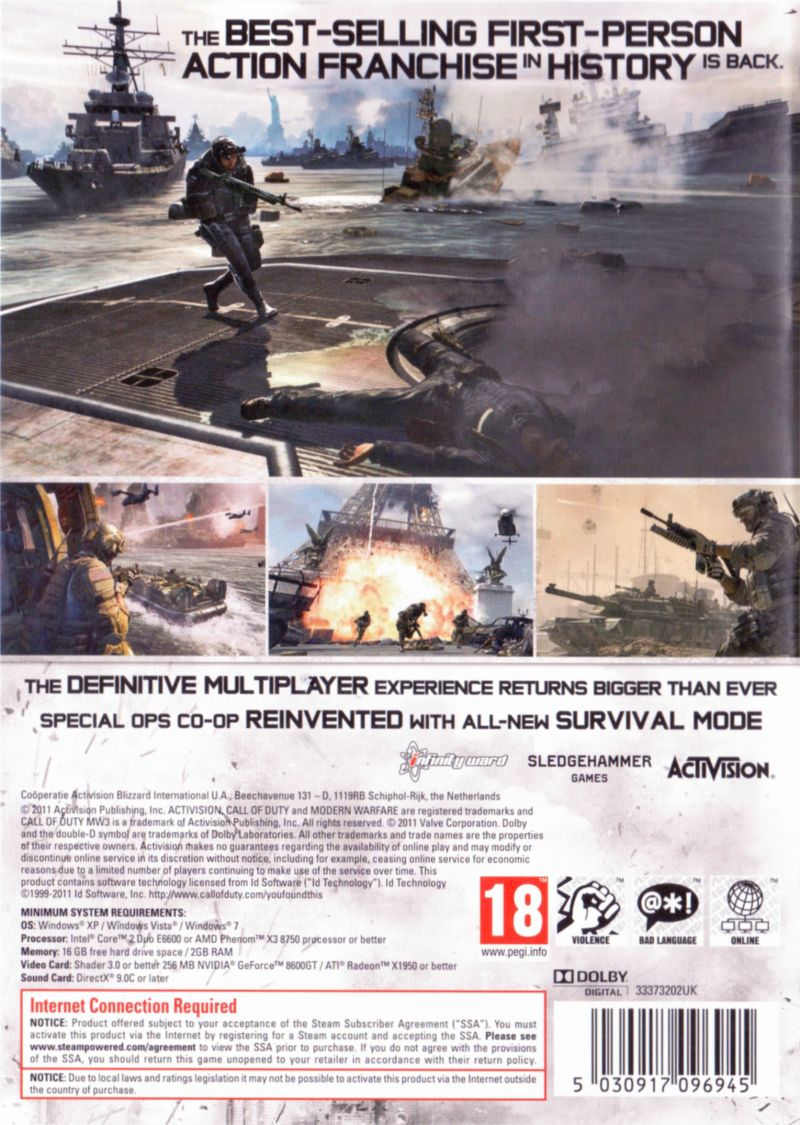 THE BEST-SELLING FIRST-PERSON
ACTION FRANCHISE IN HISTORY IS BACK.
THE DEFINITIVE MULTIPLAYER EXPERIENCE RETURNS BIGGER THAN EVER
SPECIAL OPS CO-OP REINVENTED WITH ALL-NEW SURVIVAL MODE
infinity ward
SLEDGEHAMMER
GAMES
ACTIVISION®
Coöperatie Activision Blizzard International U.A., Beechavenue 131 – D, 1119RB Schiphol-Rijk, the Netherlands
© 2011 Activision Publishing, Inc. ACTIVISION, CALL OF DUTY and MODERN WARFARE are registered trademarks and
CALL OF DUTY MW3 is a trademark of Activision Publishing, Inc. All rights reserved. © 2011 Valve Corporation. Dolby
and the double-D symbol are trademarks of Dolby Laboratories. All other trademarks and trade names are the properties
of their respective owners. Activision makes no guarantees regarding the availability of online play and may modify or
discontinue online service in its discretion without notice, including for example, ceasing online service for economic
reasons due to a limited number of players continuing to make use of the service over time. This
product contains software technology licensed from Id Software ("Id Technology"). Id Technology
©1999-2011 Id Software, Inc. http://www.callofduty.com/youfoundthis
MINIMUM SYSTEM REQUIREMENTS:
OS: Windows® XP / Windows Vista® / Windows® 7
Processor: Intel® Core™ 2 Duo E6600 or AMD Phenom™ X3 8750 processor or better
Memory: 16 GB free hard drive space / 2GB RAM
Video Card: Shader 3.0 or better 256 MB NVIDIA® GeForce® 8600GT / ATI® Radeon® X1950 or better
Sound Card: DirectX® 9.0C or later
18™
www.pegi.info
VIOLENCE
™
@*!
BAD LANGUAGE
™
ONLINE
™
DOLBY
DIGITAL
33373202UK
Internet Connection Required
NOTICE: Product offered subject to your acceptance of the Steam Subscriber Agreement ("SSA"). You must
activate this product via the Internet by registering for a Steam account and accepting the SSA. Please see
www.steampowered.com/agreement to view the SSA prior to purchase. If you do not agree with the provisions
of the SSA, you should return this game unopened to your retailer in accordance with their return policy.
NOTICE: Due to local laws and ratings legislation it may not be possible to activate this product via the Internet outside
the country of purchase.
5 030917 096945